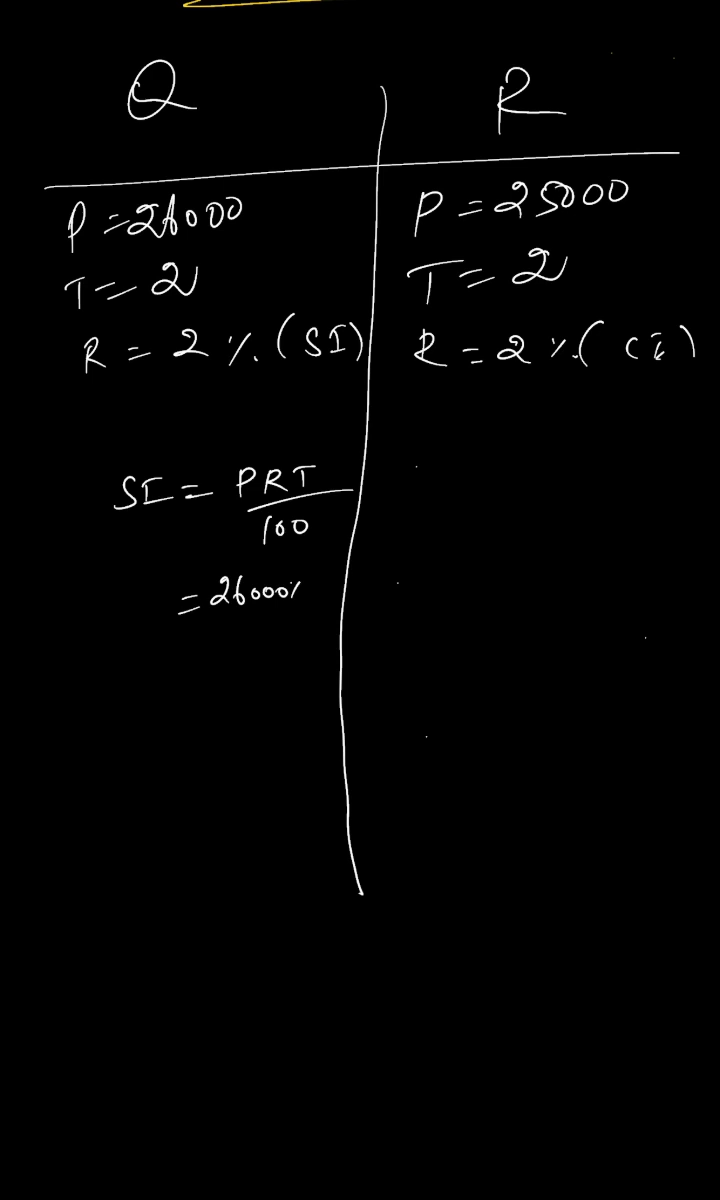 Q
R
P = 26000
T = 2
R = 2 %. (SI)
P = 25000
T = 2
R = 2 %. (ci)
SI = PRT
100
= 26000